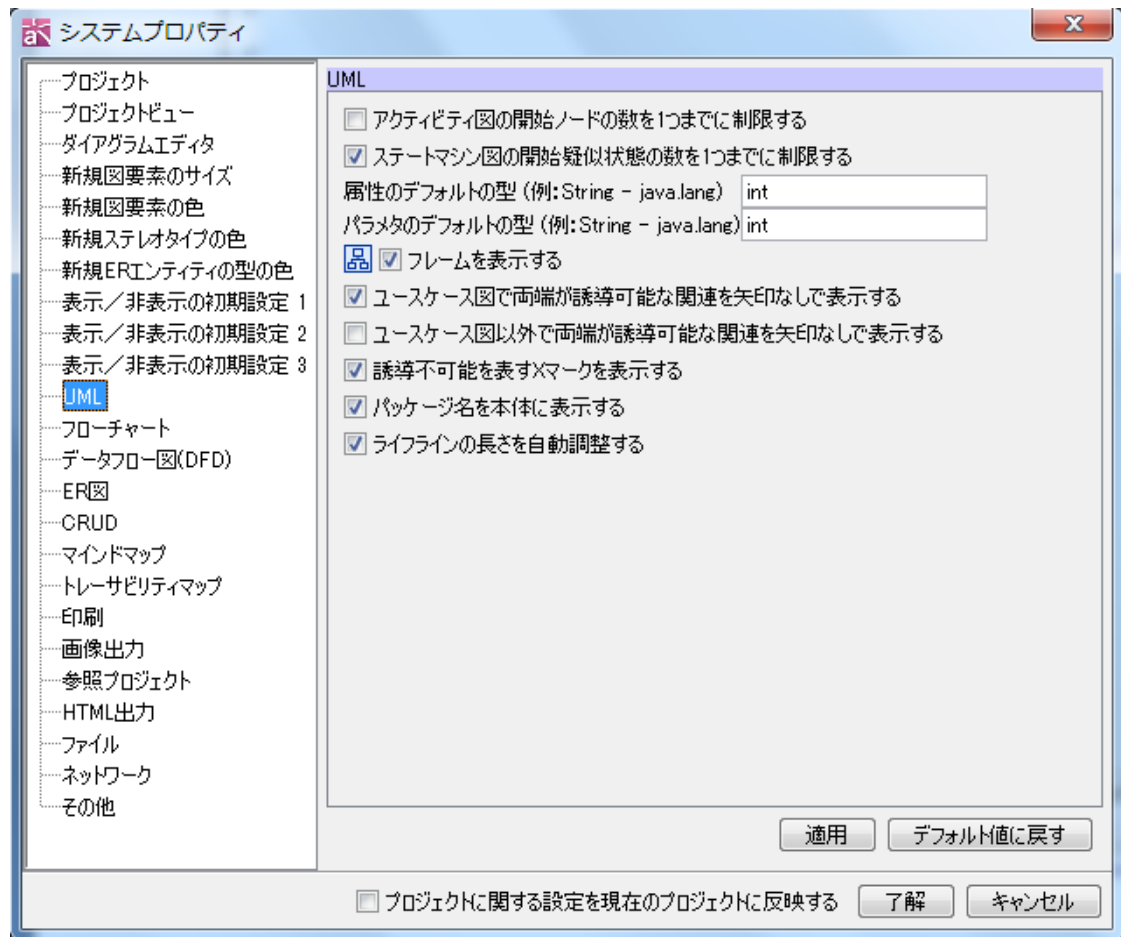 システムプロパティ
プロジェクト
プロジェクトビュー
ダイアグラムエディタ
新規図要素のサイズ
新規図要素の色
新規ステレオタイプの色
新規ERエンティティの型の色
表示／非表示の初期設定 1
表示／非表示の初期設定 2
表示／非表示の初期設定 3
UML
フローチャート
データフロー図(DFD)
ER図
CRUD
マインドマップ
トレーサビリティマップ
印刷
画像出力
参照プロジェクト
HTML出力
ファイル
ネットワーク
その他
UML
アクティビティ図の開始ノードの数を1つまでに制限する
ステートマシン図の開始疑似状態の数を1つまでに制限する
属性のデフォルトの型 (例:String - java.lang) int
パラメタのデフォルトの型 (例:String - java.lang) int
フレームを表示する
ユースケース図で両端が誘導可能な関連を矢印なしで表示する
ユースケース図以外で両端が誘導可能な関連を矢印なしで表示する
誘導不可能を表すXマークを表示する
パッケージ名を本体に表示する
ライフラインの長さを自動調整する
適用 デフォルト値に戻す
プロジェクトに関する設定を現在のプロジェクトに反映する 了解 キャンセル